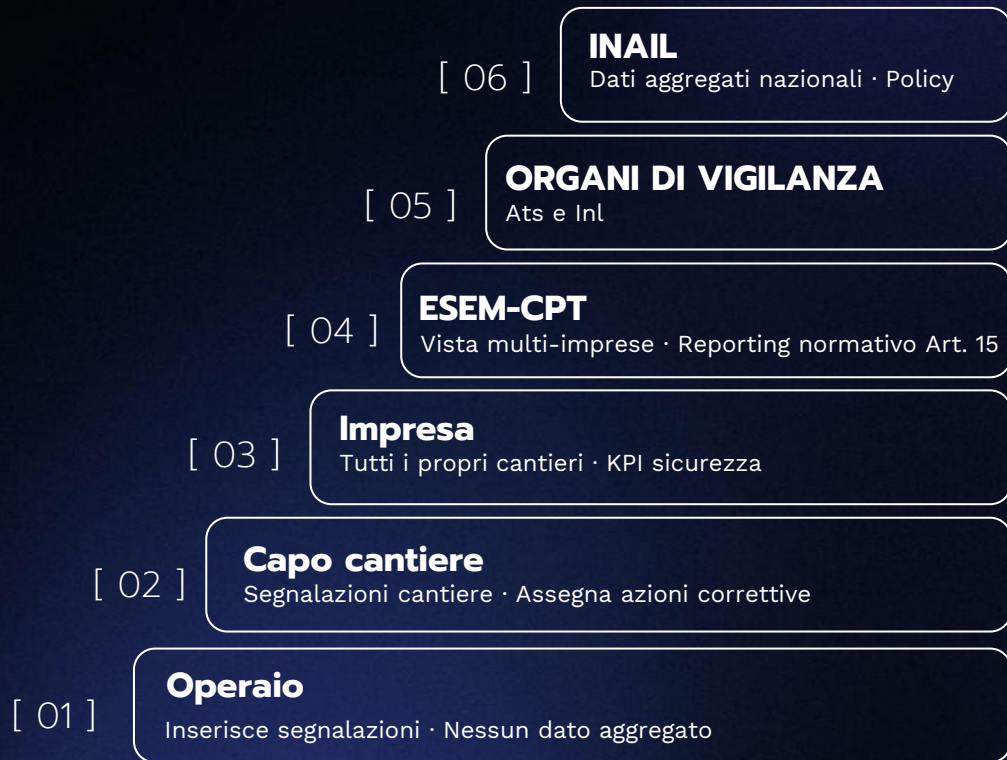 [ 06 ]
INAIL
Dati aggregati nazionali · Policy
[ 05 ]
ORGANI DI VIGILANZA
Ats e Inl
[ 04 ]
ESEM-CPT
Vista multi-imprese · Reporting normativo Art. 15
[ 03 ]
Impresa
Tutti i propri cantieri · KPI sicurezza
[ 02 ]
Capo cantiere
Segnalazioni cantiere · Assegna azioni correttive
[ 01 ]
Operaio
Inserisce segnalazioni · Nessun dato aggregato